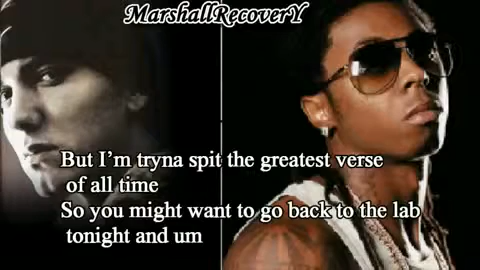 MarshallRecoverY
But I'm tryna spit the greatest verse
of all time
So you might want to go back to the lab
tonight and um